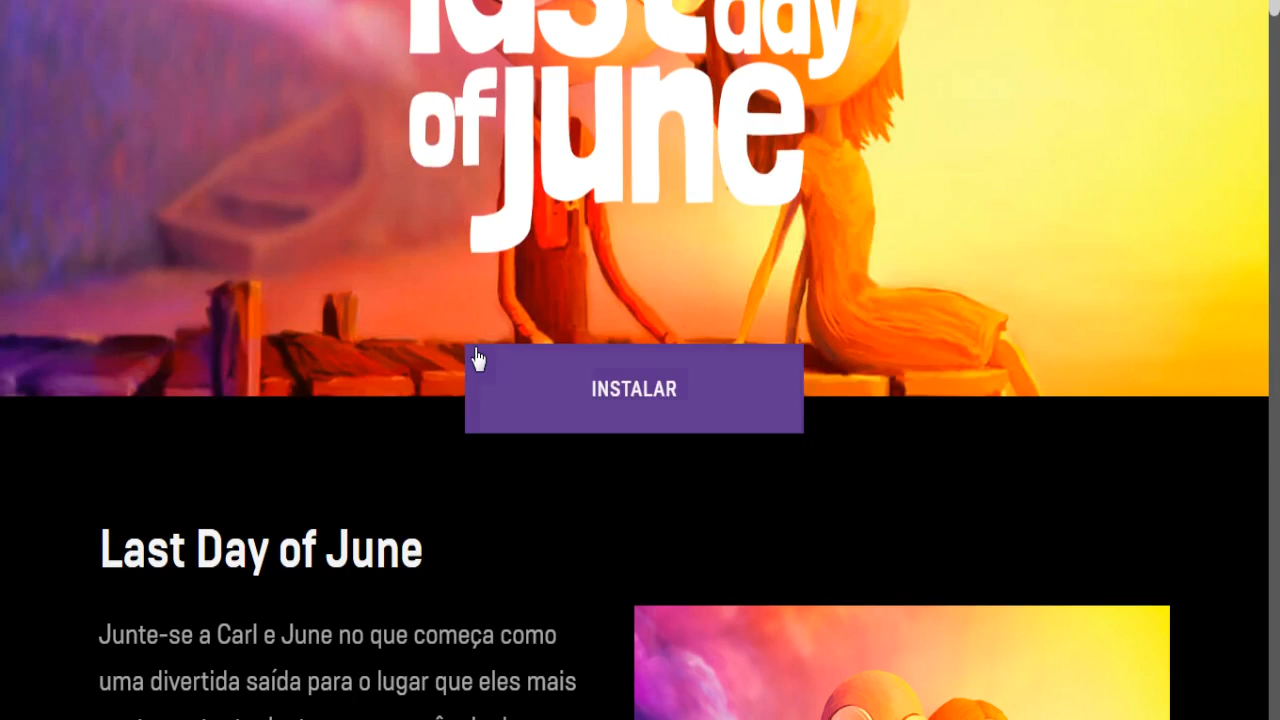 last day
of june
INSTALAR
Last Day of June
Junte-se a Carl e June no que começa como
uma divertida saída para o lugar que eles mais